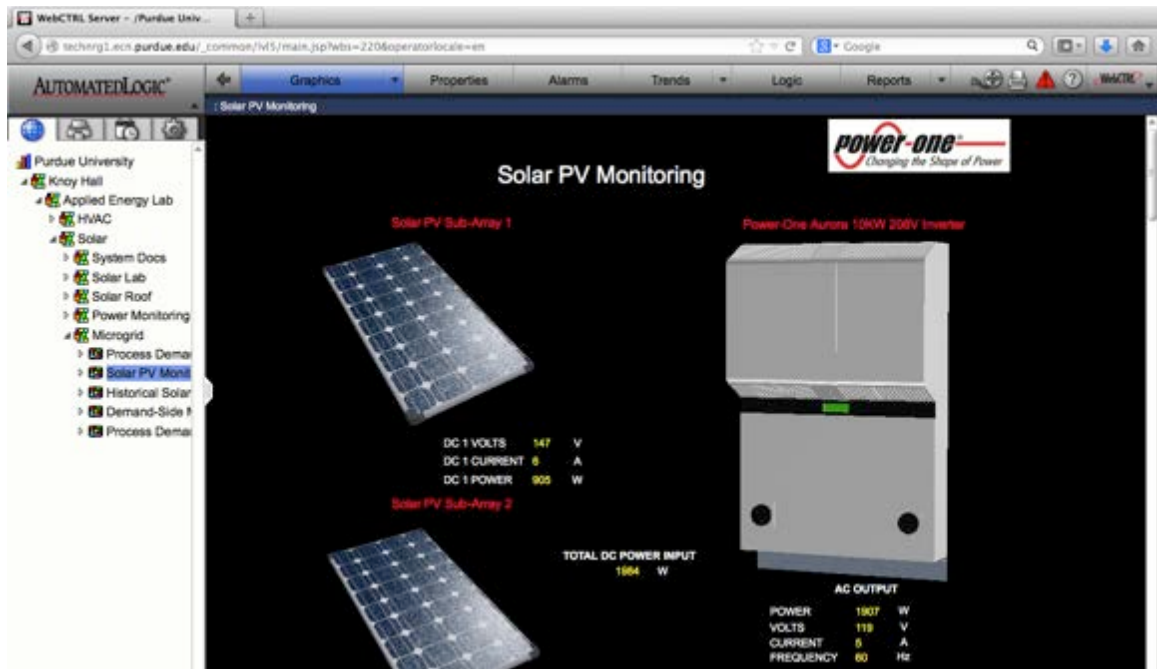 WebCTRL Server - /Purdue Univ...
technrg1.ecn.purdue.edu/_common/lvl5/main.jsp?wbs=220&operatorlocale=en
Google
AUTOMATEDLOGIC
Graphics
Properties
Alarms
Trends
Logic
Reports
WebCTRL
: Solar PV Monitoring
Purdue University
Knoy Hall
Applied Energy Lab
HVAC
Solar
System Docs
Solar Lab
Solar Roof
Power Monitoring
Microgrid
Process Demar
Solar PV Monit
Historical Solar
Demand-Side M
Process Demar
Solar PV Monitoring
power-one
Changing the Shape of Power
Solar PV Sub-Array 1
DC 1 VOLTS 147 V
DC 1 CURRENT 6 A
DC 1 POWER 905 W
Solar PV Sub-Array 2
TOTAL DC POWER INPUT
1984 W
Power-One Aurora 10KW 208V Inverter
AC OUTPUT
POWER 1907 W
VOLTS 119 V
CURRENT 5 A
FREQUENCY 60 Hz